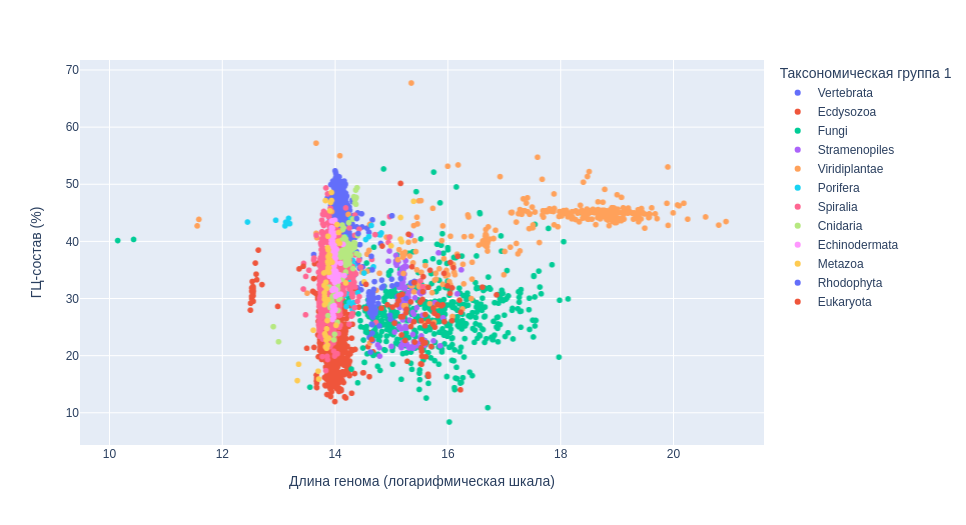 70
60
50
40
30
20
10
ГЦ-состав (%)
10 12 14 16 18 20
Длина генома (логарифмическая шкала)
Таксономическая группа 1
Vertebrata
Ecdysozoa
Fungi
Stramenopiles
Viridiplantae
Porifera
Spiralia
Cnidaria
Echinodermata
Metazoa
Rhodophyta
Eukaryota